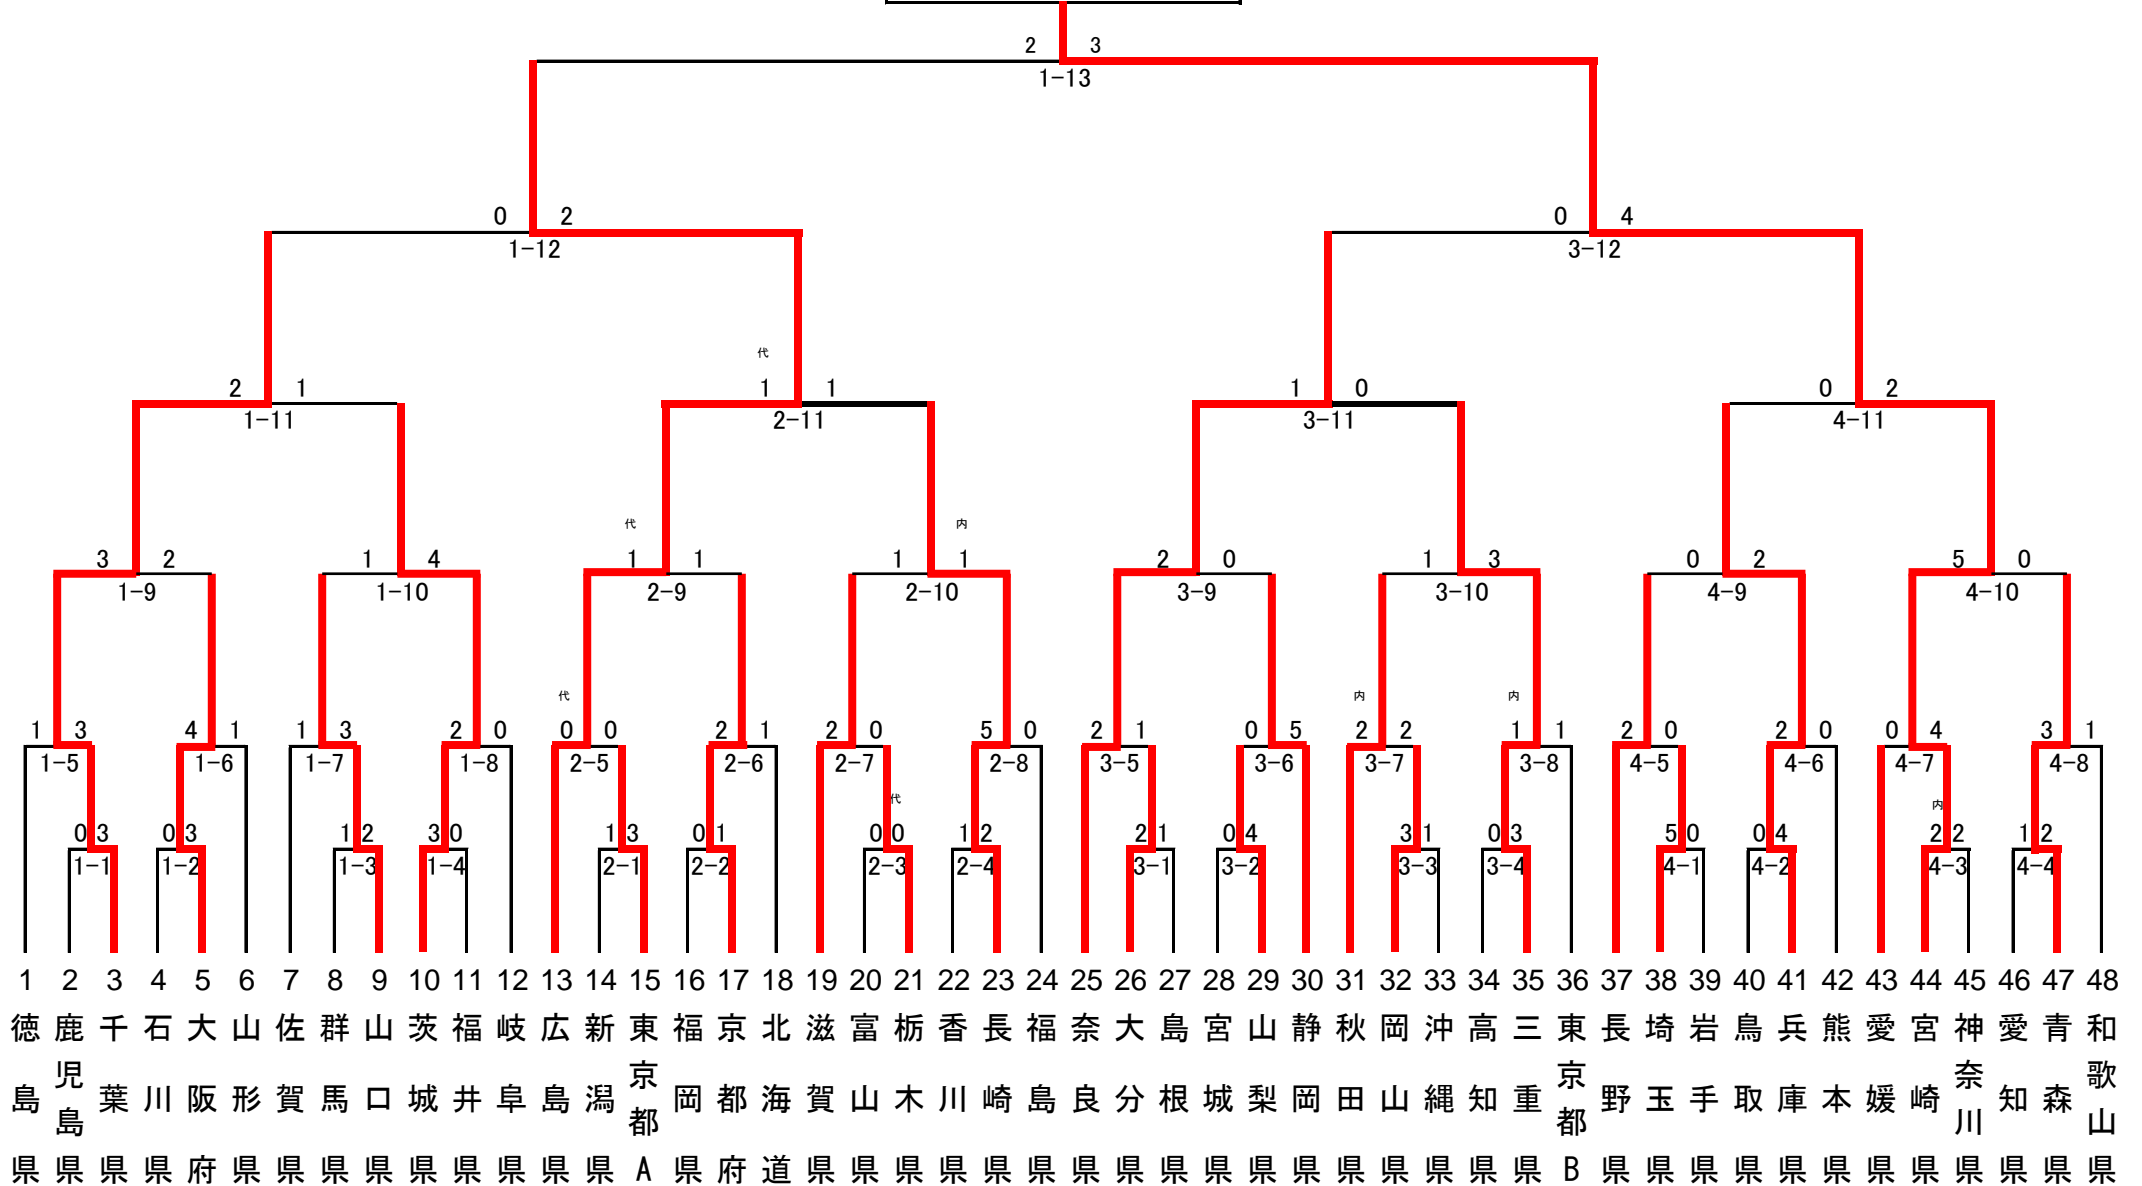 2 3
1-13
0 2 0 4
1-12 3-12
代
2 1 1 1 1 0 0 2
1-11 2-11 3-11 4-11
代 内
3 2 1 4 1 1 1 1 2 0 1 3 0 2 5 0
1-9 1-10 2-9 2-10 3-9 3-10 4-9 4-10
代 内 内
1 3 4 1 1 3 2 0 0 0 2 1 2 0 5 0 2 1 0 5 2 2 1 1 2 0 2 0 0 4 3 1
1-5 1-6 1-7 1-8 2-5 2-6 2-7 2-8 3-5 3-6 3-7 3-8 4-5 4-6 4-7 4-8
代 内
0 3 0 3 1 2 3 0 1 3 0 1 0 0 1 2 2 1 0 4 3 1 0 3 5 0 0 4 2 2 1 2
1-1 1-2 1-3 1-4 2-1 2-2 2-3 2-4 3-1 3-2 3-3 3-4 4-1 4-2 4-3 4-4
1 2 3 4 5 6 7 8 9 10 11 12 13 14 15 16 17 18 19 20 21 22 23 24 25 26 27 28 29 30 31 32 33 34 35 36 37 38 39 40 41 42 43 44 45 46 47 48
徳島県
鹿児島県
千葉県
石川県
大阪府
山形県
佐賀県
群馬県
山口県
茨城県
福井県
岐阜県
広島県
新潟県
東京都A
福岡県
京都府
北海道
滋賀県
富山県
栃木県
香川県
長崎県
福島県
奈良県
大分県
島根県
宮城県
山梨県
静岡県
秋田県
岡山県
沖縄県
高知県
三重県
東京都B
長野県
埼玉県
岩手県
鳥取県
兵庫県
熊本県
愛媛県
宮崎県
神奈川県
愛知県
青森県
和歌山県